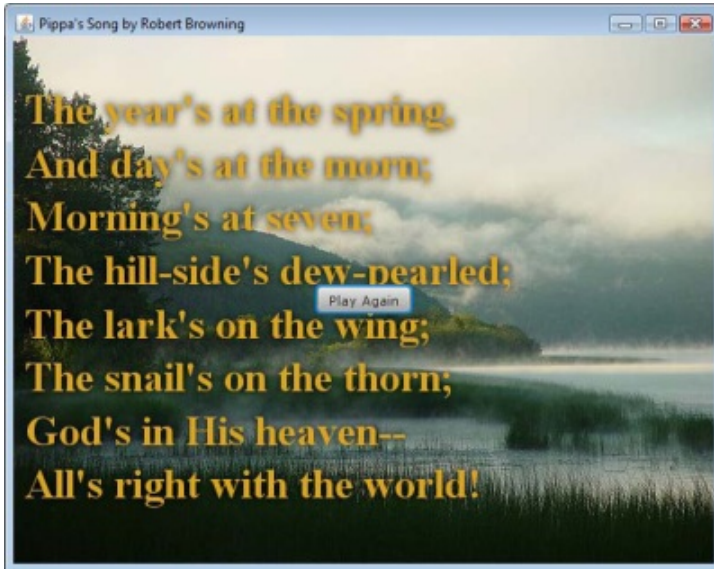 Pippa's Song by Robert Browning
The year's at the spring,
And day's at the morn;
Morning's at seven;
The hill-side's dew-pearled;
Play Again
The lark's on the wing;
The snail's on the thorn;
God's in His heaven--
All's right with the world!